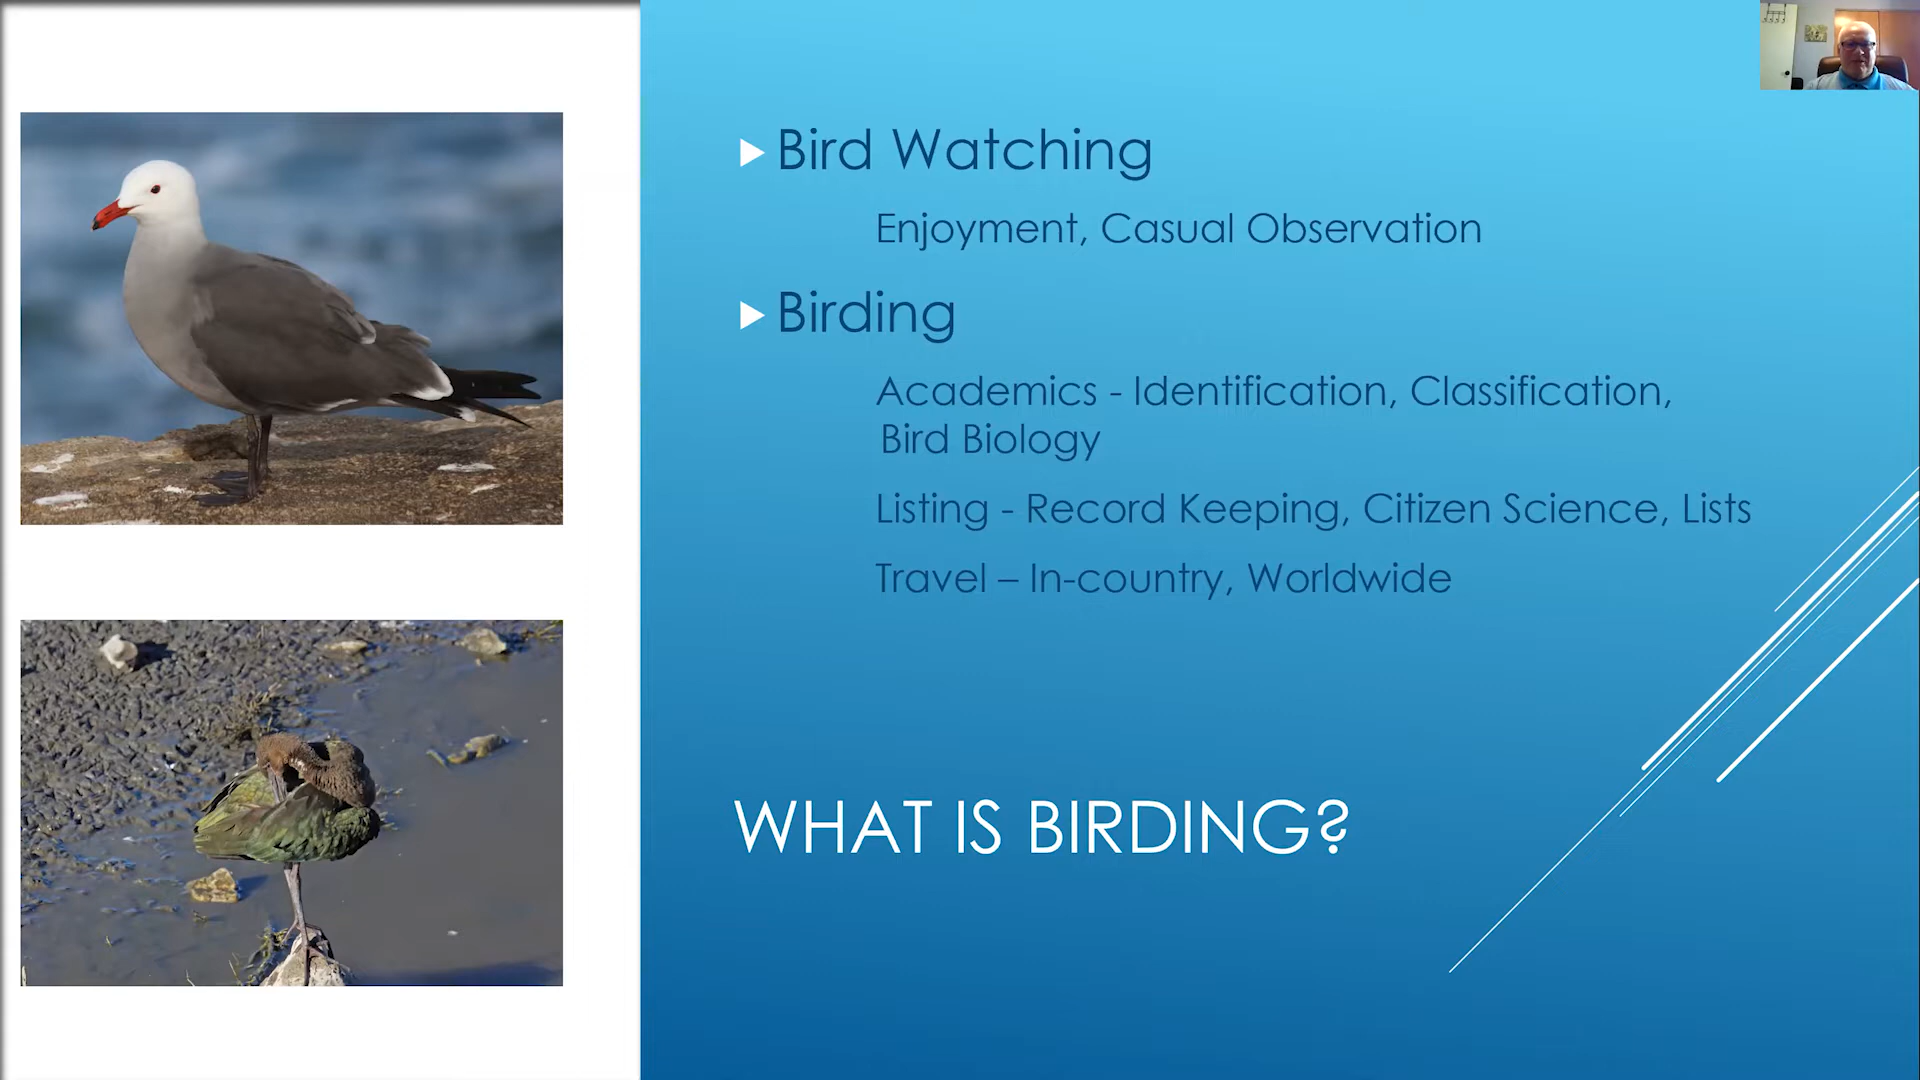 Bird Watching
Enjoyment, Casual Observation
Birding
Academics - Identification, Classification,
Bird Biology
Listing - Record Keeping, Citizen Science, Lists
Travel – In-country, Worldwide
WHAT IS BIRDING?